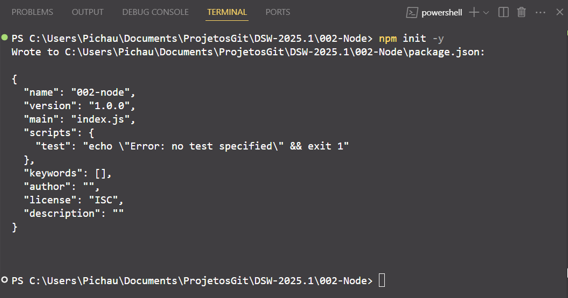 PROBLEMS OUTPUT DEBUG CONSOLE TERMINAL PORTS powershell
PS C:\Users\Pichau\Documents\ProjetosGit\DSW-2025.1\002-Node> npm init -y
Wrote to C:\Users\Pichau\Documents\ProjetosGit\DSW-2025.1\002-Node\package.json:
{
  "name": "002-node",
  "version": "1.0.0",
  "main": "index.js",
  "scripts": {
    "test": "echo \"Error: no test specified\" && exit 1"
  },
  "keywords": [],
  "author": "",
  "license": "ISC",
  "description": ""
}
PS C:\Users\Pichau\Documents\ProjetosGit\DSW-2025.1\002-Node>